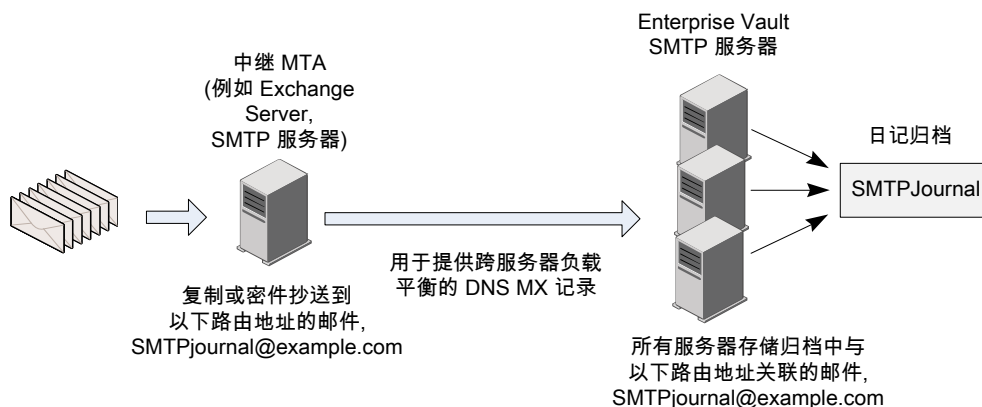 中继 MTA
(例如 Exchange
Server,
SMTP 服务器)
复制或密件抄送到
以下路由地址的邮件,
SMTPjournal@example.com
用于提供跨服务器负载
平衡的 DNS MX 记录
Enterprise Vault
SMTP 服务器
日记归档
SMTPJournal
所有服务器存储归档中与
以下路由地址关联的邮件,
SMTPjournal@example.com